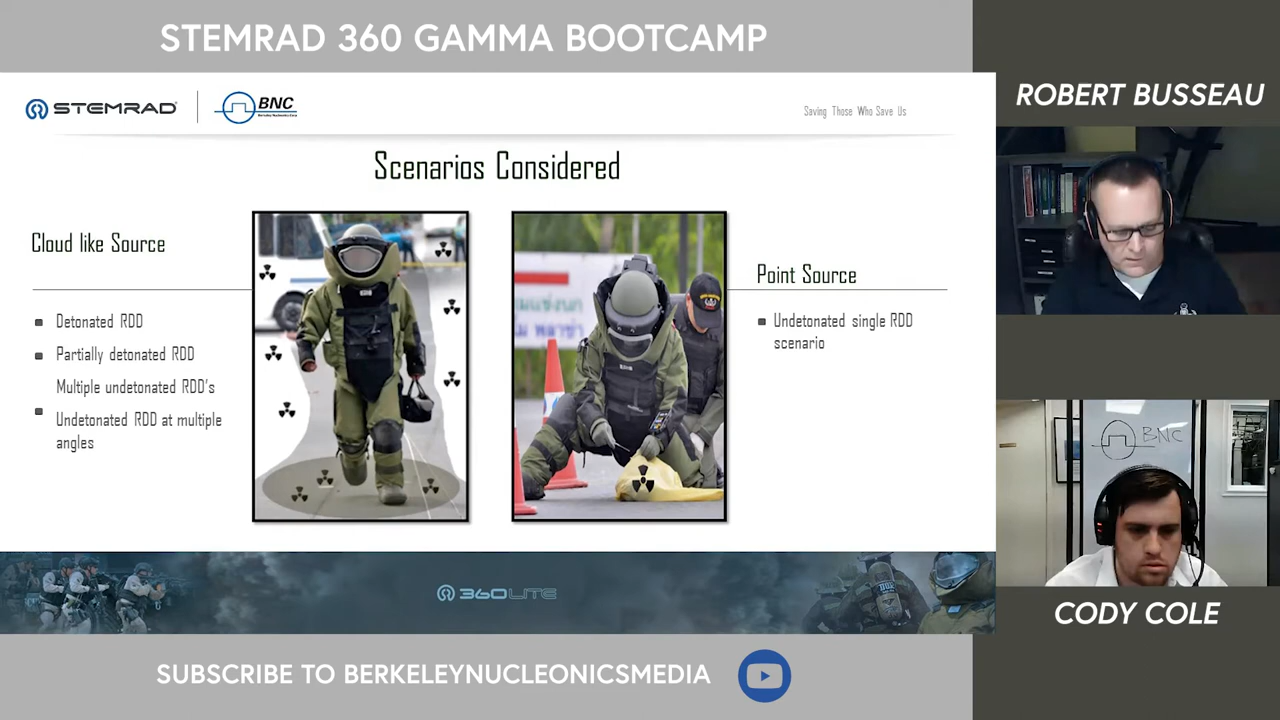 STEMRAD 360 GAMMA BOOTCAMP
STEMRAD
BNC
Saving Those Who Save Us
Scenarios Considered
Cloud like Source
Detonated RDD
Partially detonated RDD
Multiple undetonated RDD's
Undetonated RDD at multiple
angles
Point Source
Undetonated single RDD
scenario
360LITE
SUBSCRIBE TO BERKELEYNUCLEONICSMEDIA
ROBERT BUSSEAU
BNC
CODY COLE